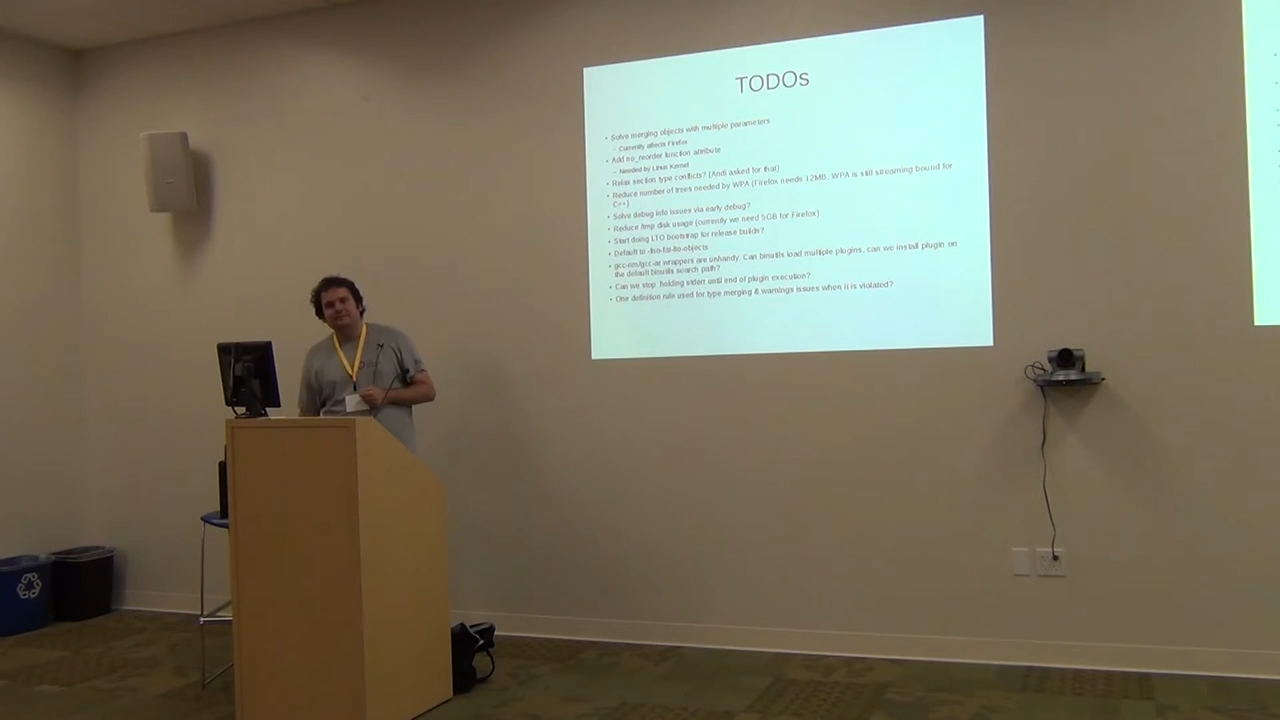 TODOs
• Solve merging objects with multiple parameters
– Currently affects Firefox
• Add no_reorder function attribute
– Needed by Linux Kernel
• Relax section type conflicts? (Andi asked for that)
• Reduce number of trees needed by WPA (Firefox needs 12MB, WPA is still streaming bound for
C++)
• Solve debug info issues via early debug?
• Reduce /tmp disk usage (currently we need 5GB for Firefox)
• Start doing LTO bootstrap for release builds?
• Default to -fno-fat-lto-objects
• gcc-nm/gcc-ar wrappers are unhandy. Can binutils load multiple plugins, can we install plugin on
the default binutils search path?
• Can we stop holding stderr until end of plugin execution?
• One definition rule used for type merging & warnings issues when it is violated?